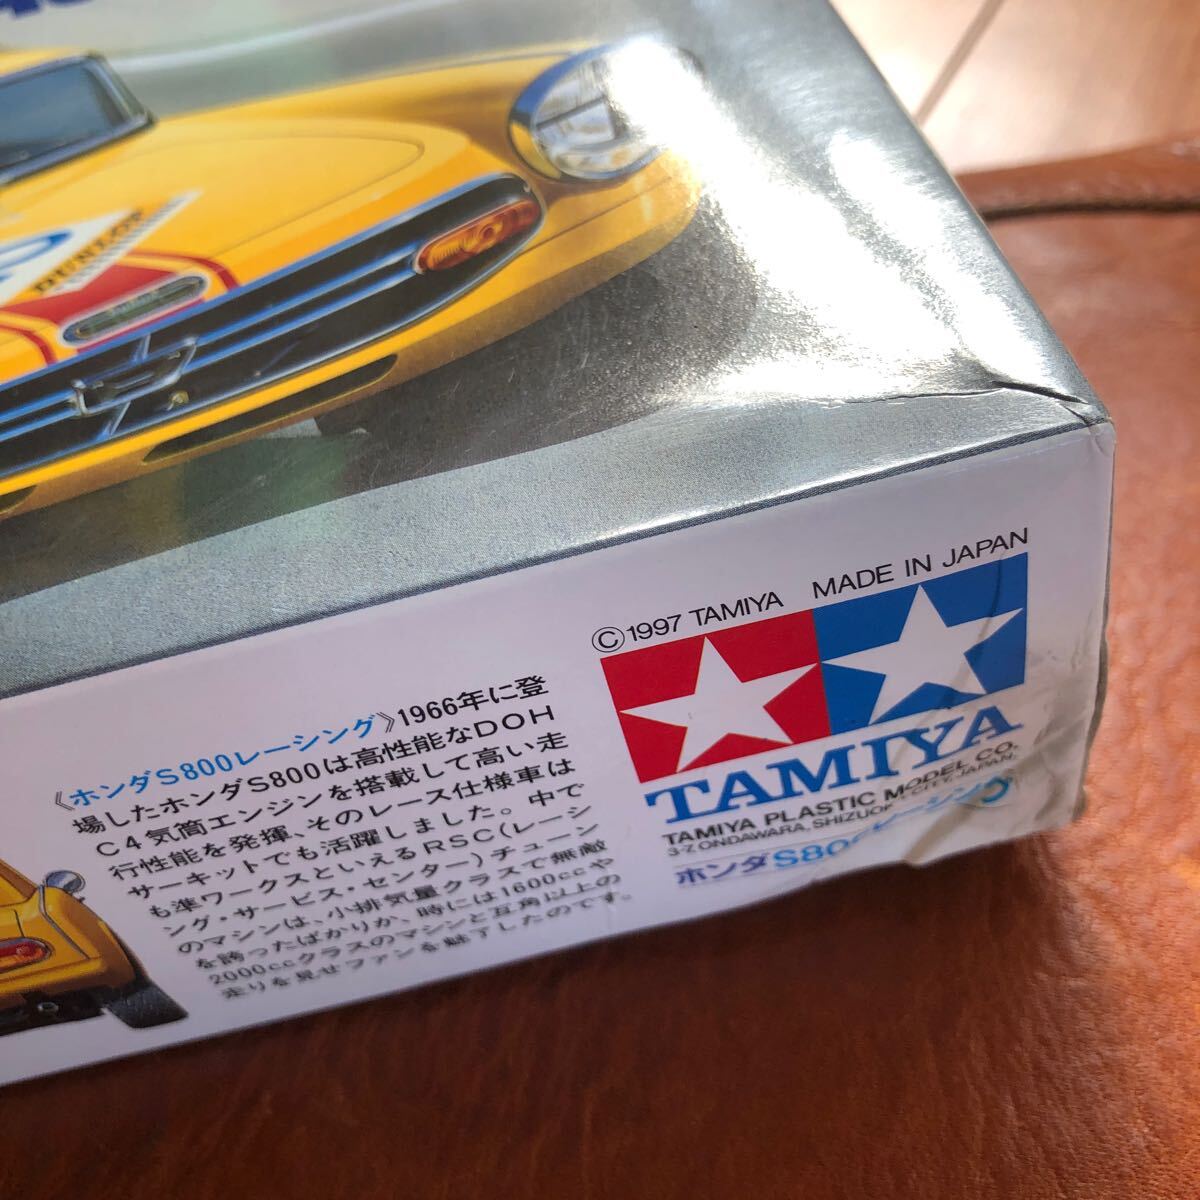 DUNLOP
© 1997 TAMIYA MADE IN JAPAN
TAMIYA
TAMIYA PLASTIC MODEL CO.
3-7, ONDAWARA, SHIZUOKA CITY, JAPAN.
ホンダS800レーシング
《ホンダS800レーシング》1966年に登
場したホンダS800は高性能なDOH
C4気筒エンジンを搭載して高い走
行性能を発揮、そのレース仕様車は
サーキットでも活躍しました。中で
も準ワークスといえるRSC(レーシ
ング・サービス・センター)チューン
のマシンは、小排気量クラスで無敵
を誇ったばかりか、時には1600ccや
2000ccクラスのマシンと互角以上の
走りを見せファンを魅了したのです。